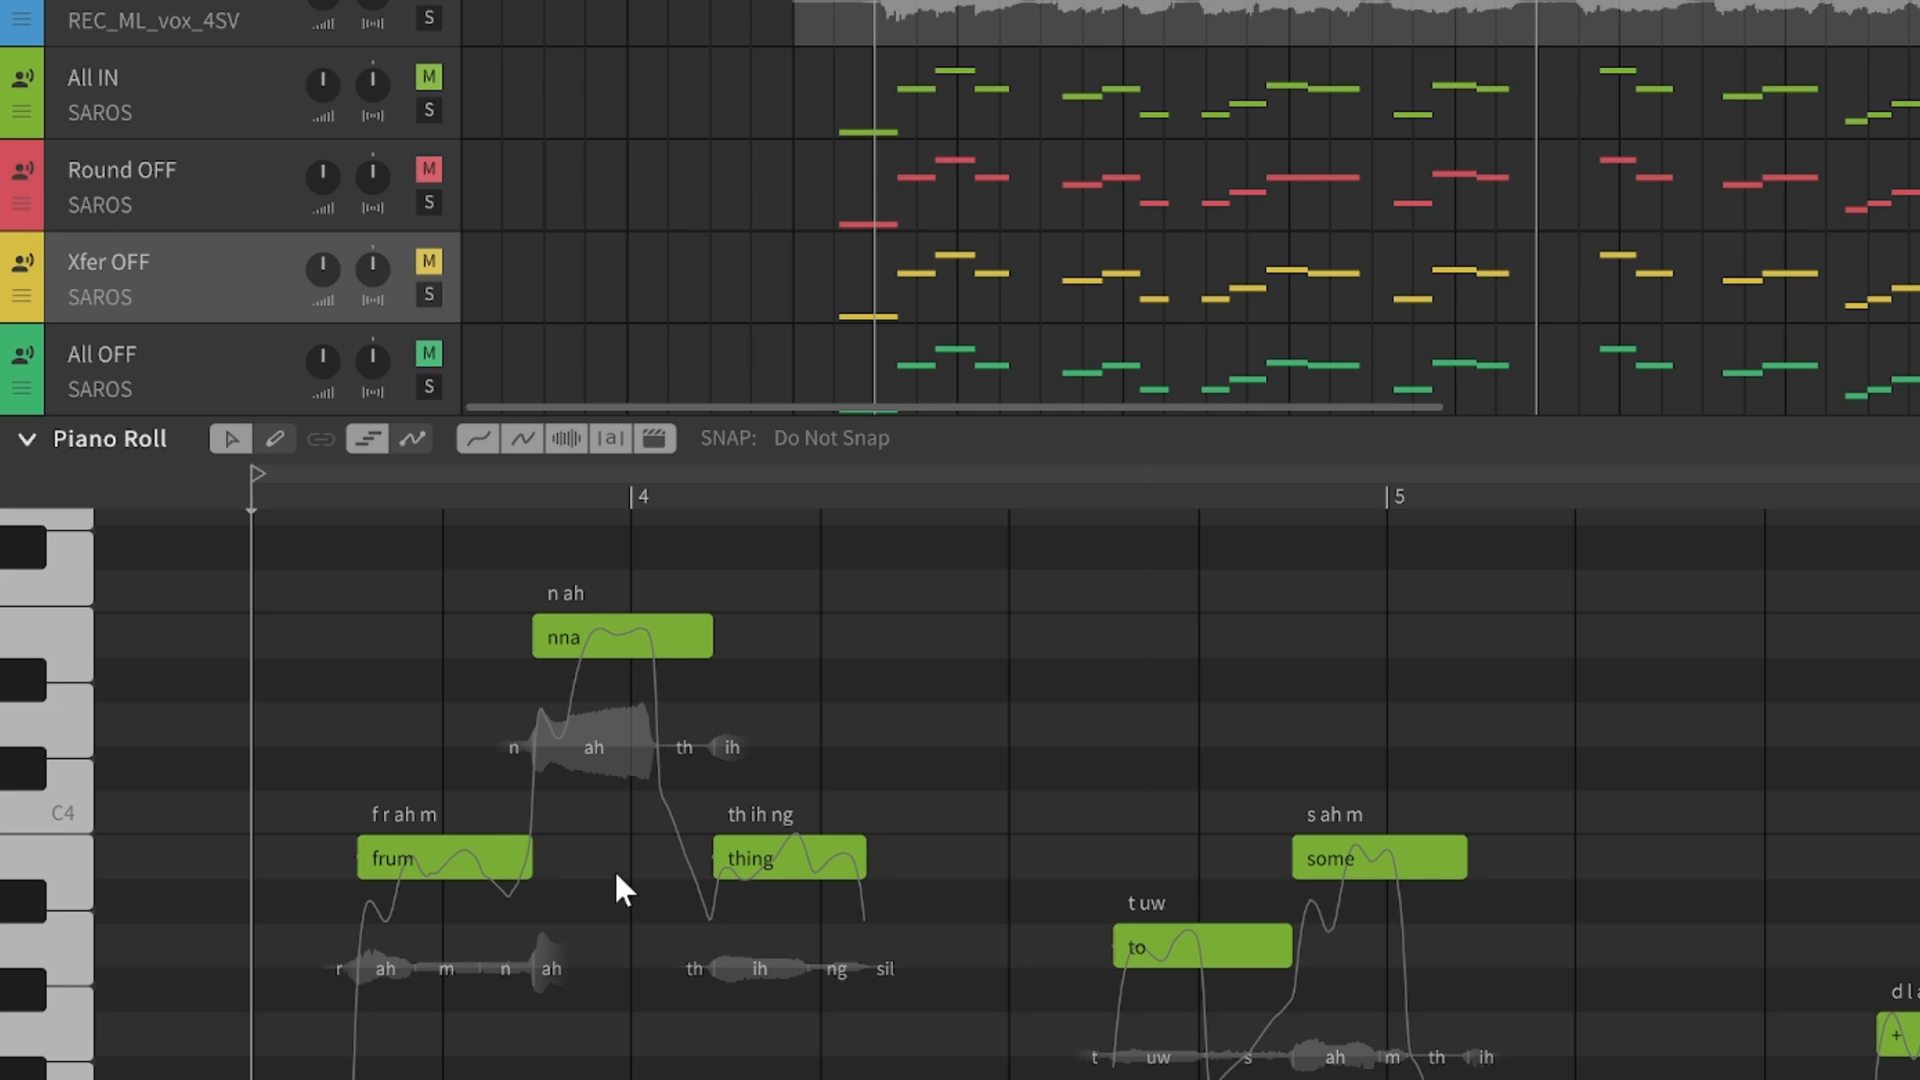 REC_ML_vox_4SV
S
All IN
M
SAROS
S
Round OFF
M
SAROS
S
Xfer OFF
M
SAROS
S
All OFF
M
SAROS
S
Piano Roll
|a|
SNAP: Do Not Snap
4
5
n ah
nna
n ah th ih
C4
f r ah m
th ih ng
s ah m
frum
thing
some
t uw
to
r ah m n ah
th ih ng sil
d l
+
t uw s ah m th ih